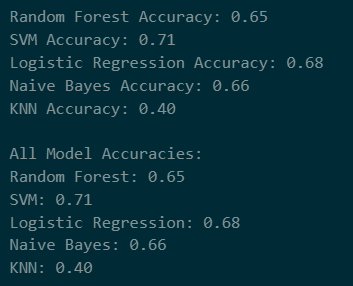 Random Forest Accuracy: 0.65
SVM Accuracy: 0.71
Logistic Regression Accuracy: 0.68
Naive Bayes Accuracy: 0.66
KNN Accuracy: 0.40
All Model Accuracies:
Random Forest: 0.65
SVM: 0.71
Logistic Regression: 0.68
Naive Bayes: 0.66
KNN: 0.40